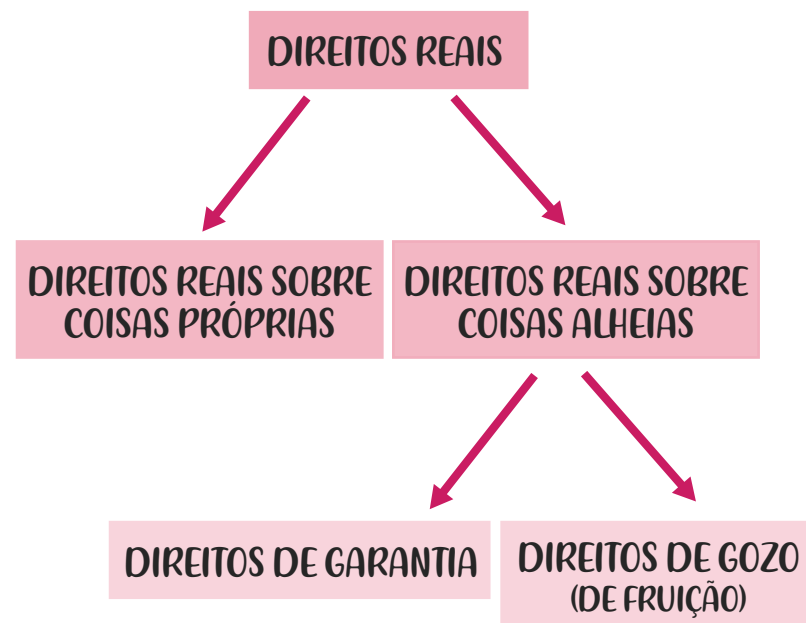 DIREITOS REAIS
DIREITOS REAIS SOBRE
COISAS PRÓPRIAS
DIREITOS REAIS SOBRE
COISAS ALHEIAS
DIREITOS DE GARANTIA
DIREITOS DE GOZO
(DE FRUIÇÃO)